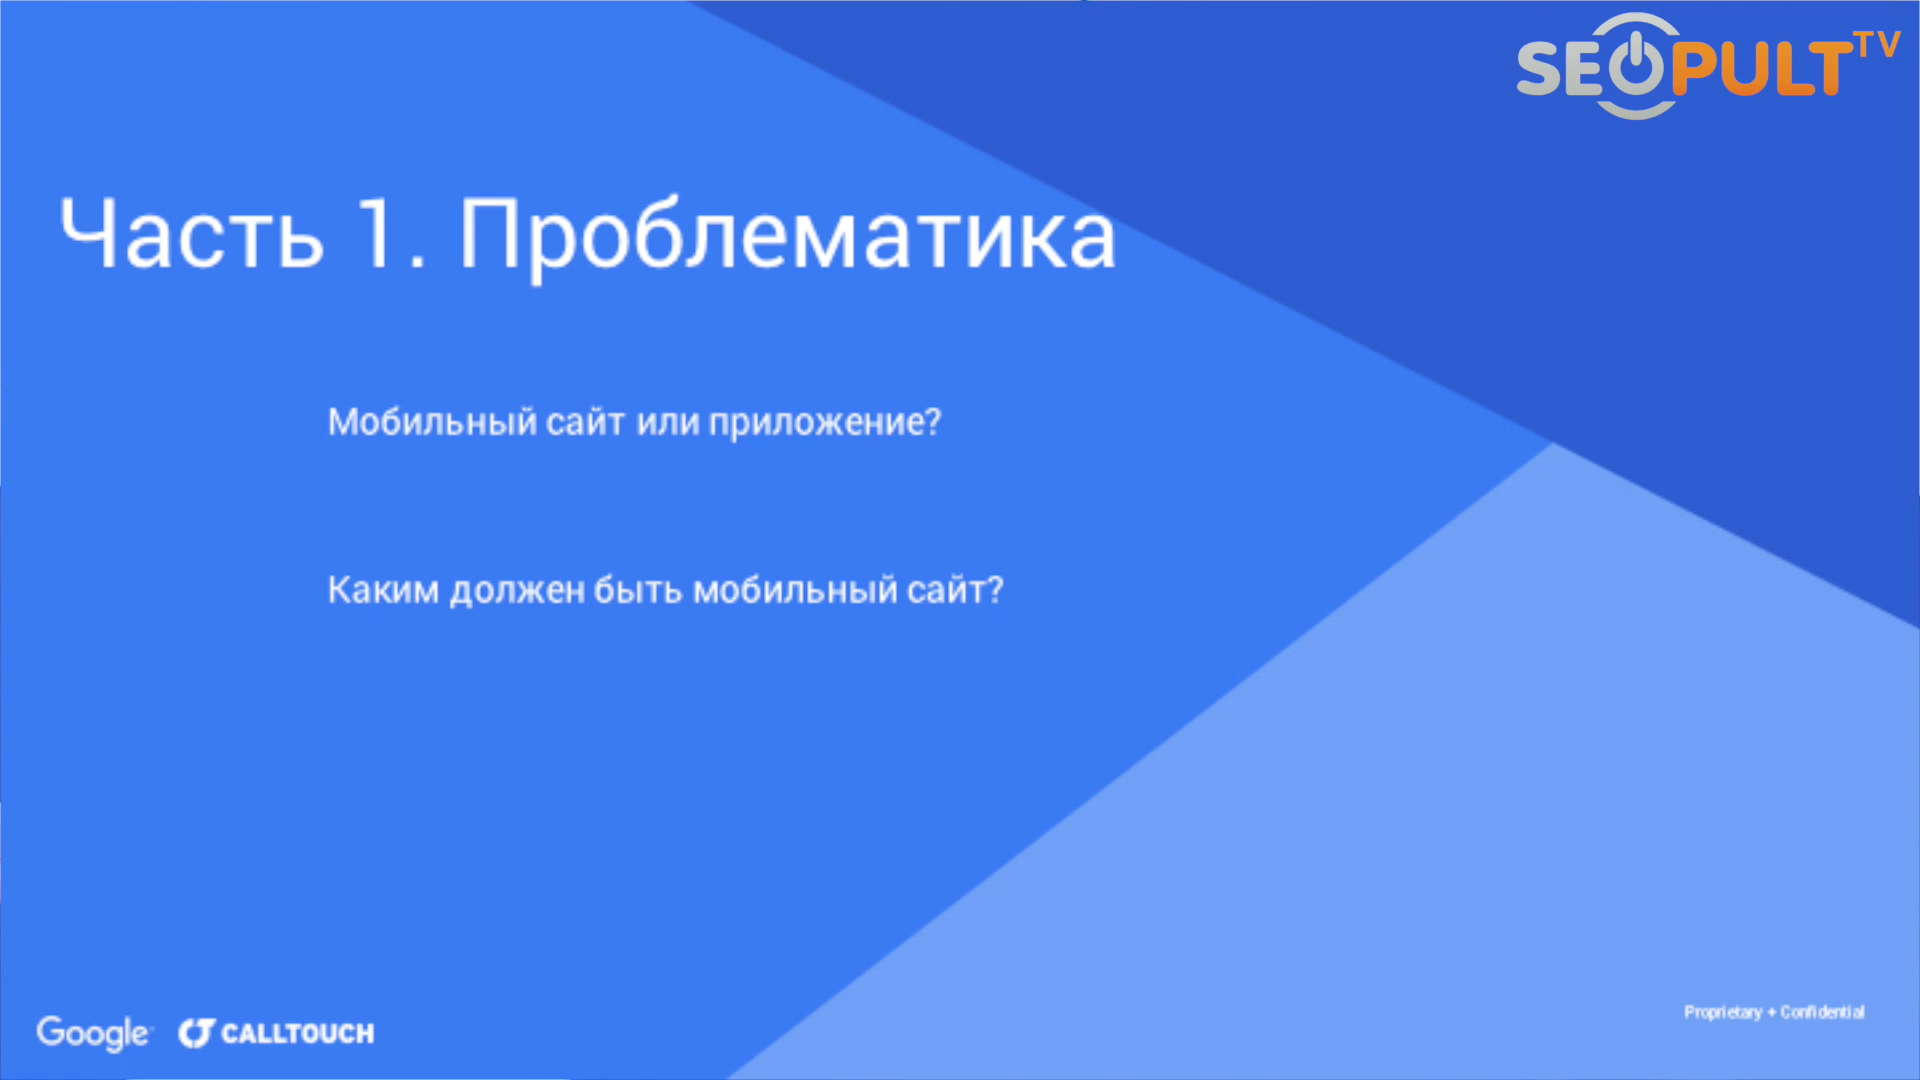 SEOPULT TV
Часть 1. Проблематика
Мобильный сайт или приложение?
Каким должен быть мобильный сайт?
Proprietary + Confidential
Google CALLTOUCH